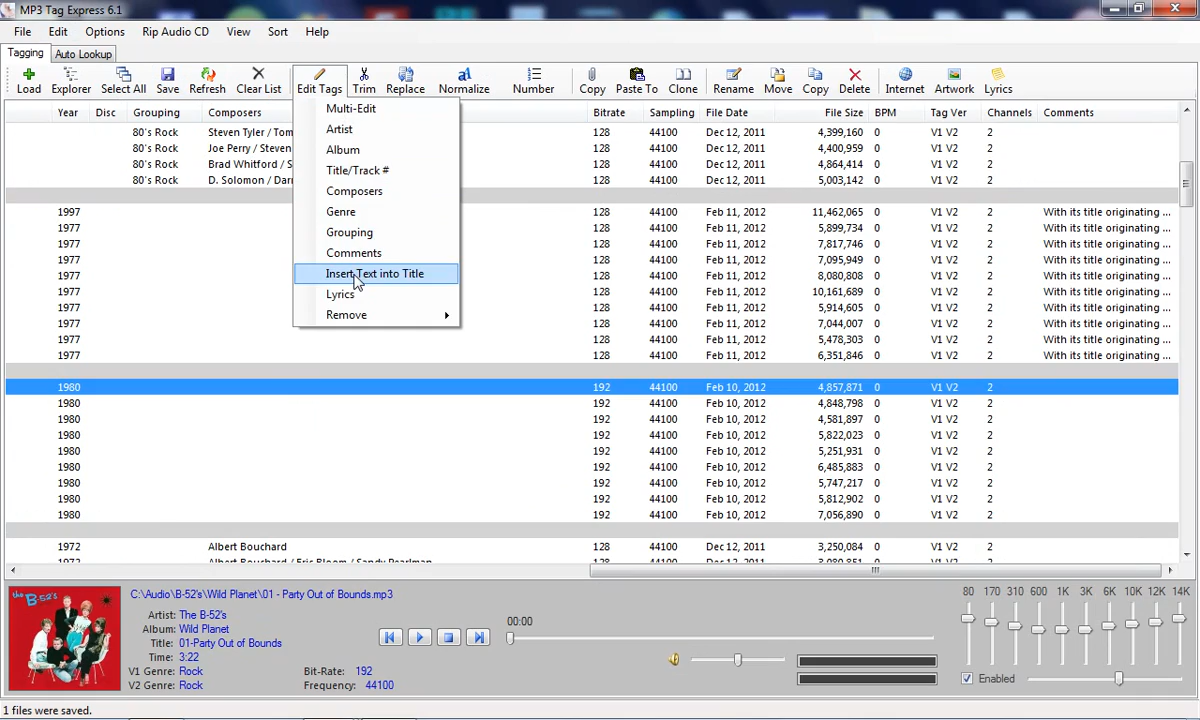 MP3 Tag Express 6.1
File Edit Options Rip Audio CD View Sort Help
Tagging Auto Lookup
Load Explorer Select All Save Refresh Clear List Edit Tags Trim Replace Normalize Number Copy Paste To Clone Rename Move Copy Delete Internet Artwork Lyrics
Year Disc Grouping Composers Bitrate Sampling File Date File Size BPM Tag Ver Channels Comments
Multi-Edit
Artist
Album
Title/Track #
Composers
Genre
Grouping
Comments
Insert Text into Title
Lyrics
Remove
80's Rock Steven Tyler / Tom 128 44100 Dec 12, 2011 4,399,160 0 V1 V2 2
80's Rock Joe Perry / Steven 128 44100 Dec 12, 2011 4,400,959 0 V1 V2 2
80's Rock Brad Whitford / S 128 44100 Dec 12, 2011 4,864,414 0 V1 V2 2
80's Rock D. Solomon / Dar 128 44100 Dec 12, 2011 5,003,142 0 V1 V2 2
1997 128 44100 Feb 11, 2012 11,462,065 0 V1 V2 2 With its title originating ...
1977 128 44100 Feb 11, 2012 5,899,734 0 V1 V2 2 With its title originating ...
1977 128 44100 Feb 11, 2012 7,817,746 0 V1 V2 2 With its title originating ...
1977 128 44100 Feb 11, 2012 5,895,744 0 V1 V2 2 With its title originating ...
1977 128 44100 Feb 11, 2012 8,080,808 0 V1 V2 2 With its title originating ...
1977 128 44100 Feb 11, 2012 10,161,689 0 V1 V2 2 With its title originating ...
1977 128 44100 Feb 11, 2012 5,914,605 0 V1 V2 2 With its title originating ...
1977 128 44100 Feb 11, 2012 7,044,007 0 V1 V2 2 With its title originating ...
1977 128 44100 Feb 11, 2012 5,478,303 0 V1 V2 2 With its title originating ...
1977 128 44100 Feb 11, 2012 6,351,846 0 V1 V2 2 With its title originating ...
1980 192 44100 Feb 10, 2012 4,857,871 0 V1 V2 2
1980 192 44100 Feb 10, 2012 4,848,798 0 V1 V2 2
1980 192 44100 Feb 10, 2012 4,581,897 0 V1 V2 2
1980 192 44100 Feb 10, 2012 5,822,023 0 V1 V2 2
1980 192 44100 Feb 10, 2012 5,251,931 0 V1 V2 2
1980 192 44100 Feb 10, 2012 6,485,883 0 V1 V2 2
1980 192 44100 Feb 10, 2012 5,747,217 0 V1 V2 2
1980 192 44100 Feb 10, 2012 5,812,902 0 V1 V2 2
1980 192 44100 Feb 10, 2012 7,056,890 0 V1 V2 2
1972 Albert Bouchard 128 44100 Dec 12, 2011 3,250,084 0 V1 V2 2
1972 Albert Bouchard / Eric Bloom / Sandy Pearlman 128 44100 Dec 12, 2011 V1 V2 2
the B-52's
C:\Audio\B-52's\Wild Planet\01 - Party Out of Bounds.mp3
Artist: The B-52's
Album: Wild Planet
Title: 01-Party Out of Bounds
Time: 3:22
V1 Genre: Rock Bit-Rate: 192
V2 Genre: Rock Frequency: 44100
00:00
80 170 310 600 1K 3K 6K 10K 12K 14K
Enabled
1 files were saved.